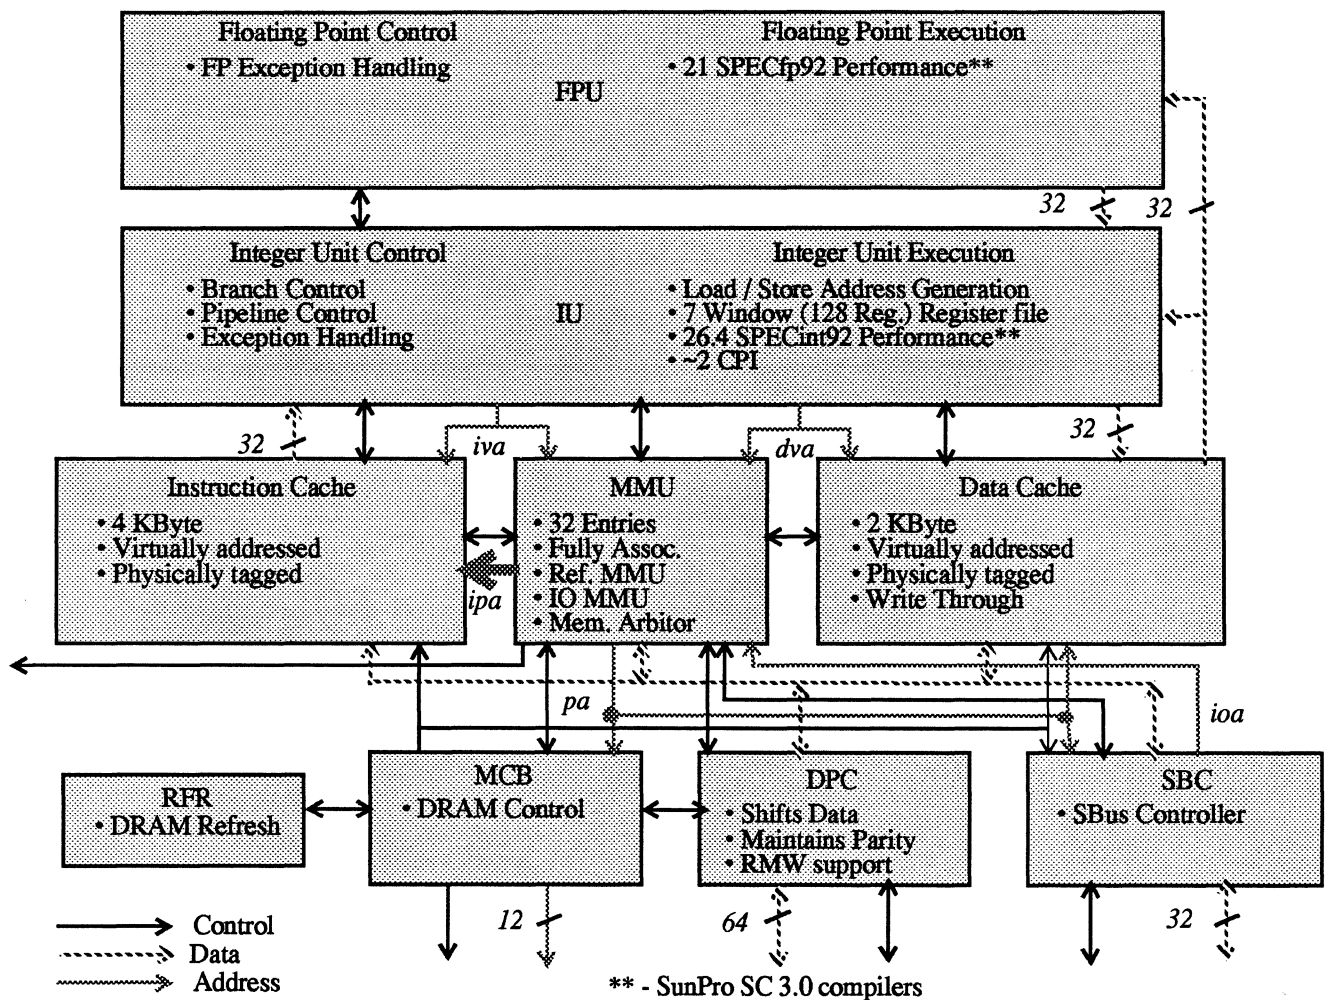 Floating Point Control
• FP Exception Handling
Floating Point Execution
• 21 SPECfp92 Performance**
FPU
32
32
Integer Unit Control
• Branch Control
• Pipeline Control
• Exception Handling
IU
Integer Unit Execution
• Load / Store Address Generation
• 7 Window (128 Reg.) Register file
• 26.4 SPECint92 Performance**
• ~2 CPI
32
iva
dva
32
Instruction Cache
• 4 KByte
• Virtually addressed
• Physically tagged
ipa
MMU
• 32 Entries
• Fully Assoc.
• Ref. MMU
• IO MMU
• Mem. Arbitor
Data Cache
• 2 KByte
• Virtually addressed
• Physically tagged
• Write Through
pa
ioa
RFR
• DRAM Refresh
MCB
• DRAM Control
DPC
• Shifts Data
• Maintains Parity
• RMW support
SBC
• SBus Controller
12
64
32
Control
Data
Address
** - SunPro SC 3.0 compilers